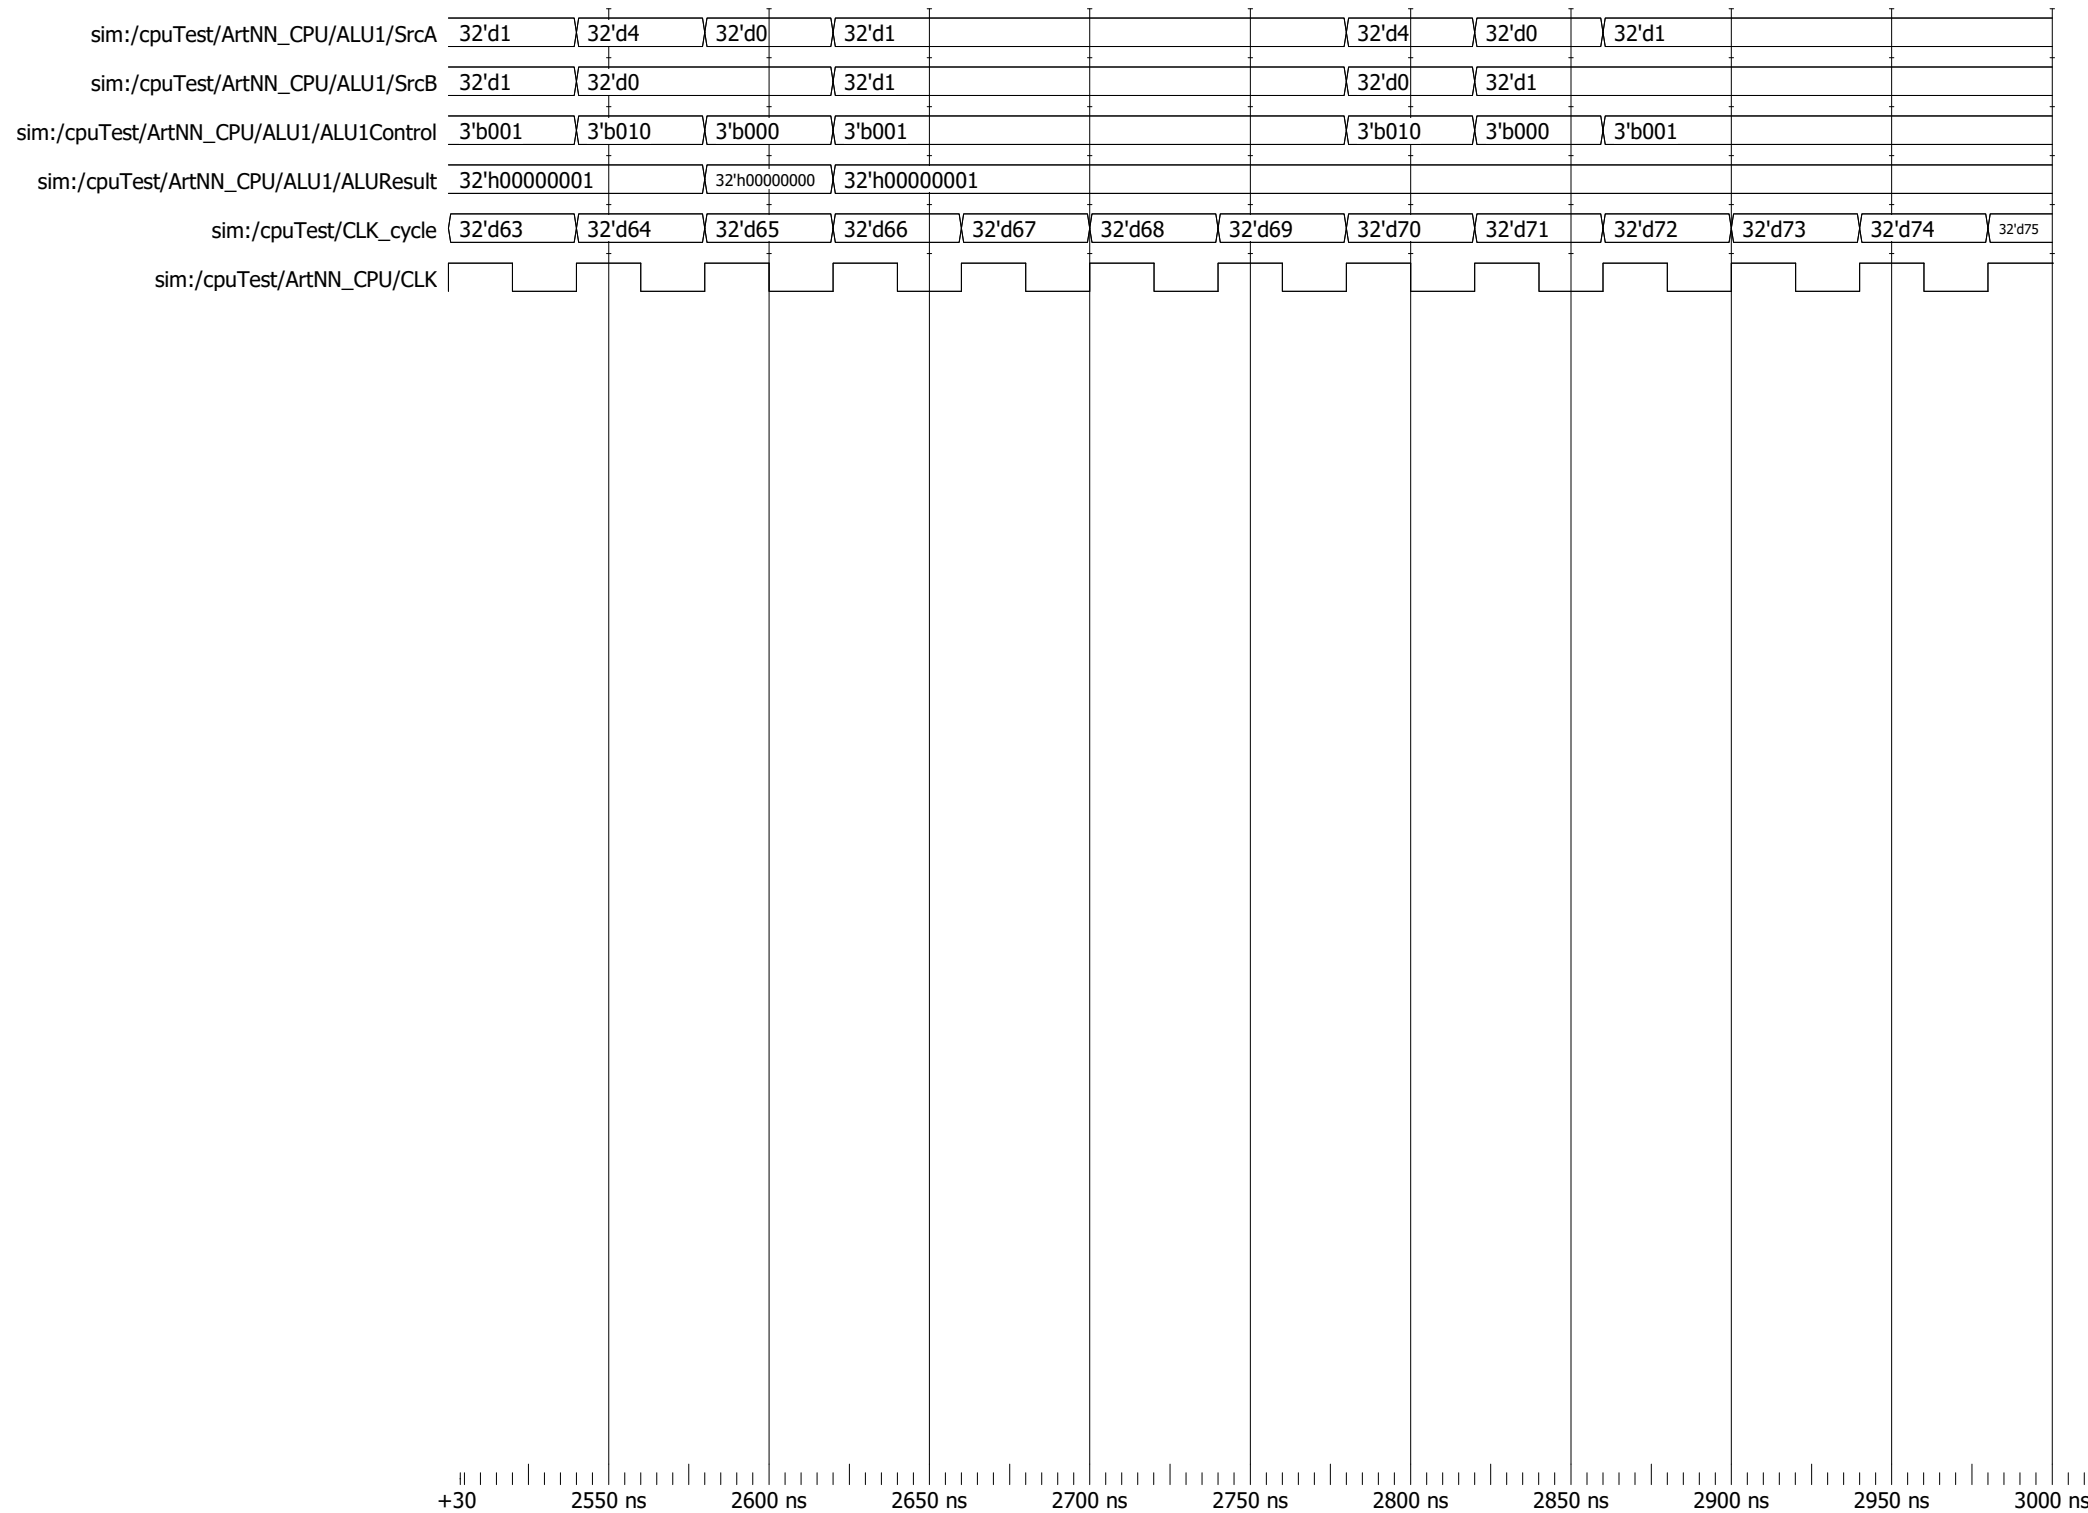 sim:/cpuTest/ArtNN_CPU/ALU1/SrcA 32'd1 32'd4 32'd0 32'd1 32'd4 32'd0 32'd1
sim:/cpuTest/ArtNN_CPU/ALU1/SrcB 32'd1 32'd0 32'd1 32'd0 32'd1
sim:/cpuTest/ArtNN_CPU/ALU1/ALU1Control 3'b001 3'b010 3'b000 3'b001 3'b010 3'b000 3'b001
sim:/cpuTest/ArtNN_CPU/ALU1/ALUResult 32'h00000001 32'h00000000 32'h00000001
sim:/cpuTest/CLK_cycle 32'd63 32'd64 32'd65 32'd66 32'd67 32'd68 32'd69 32'd70 32'd71 32'd72 32'd73 32'd74 32'd75
sim:/cpuTest/ArtNN_CPU/CLK
+30 2550 ns 2600 ns 2650 ns 2700 ns 2750 ns 2800 ns 2850 ns 2900 ns 2950 ns 3000 ns